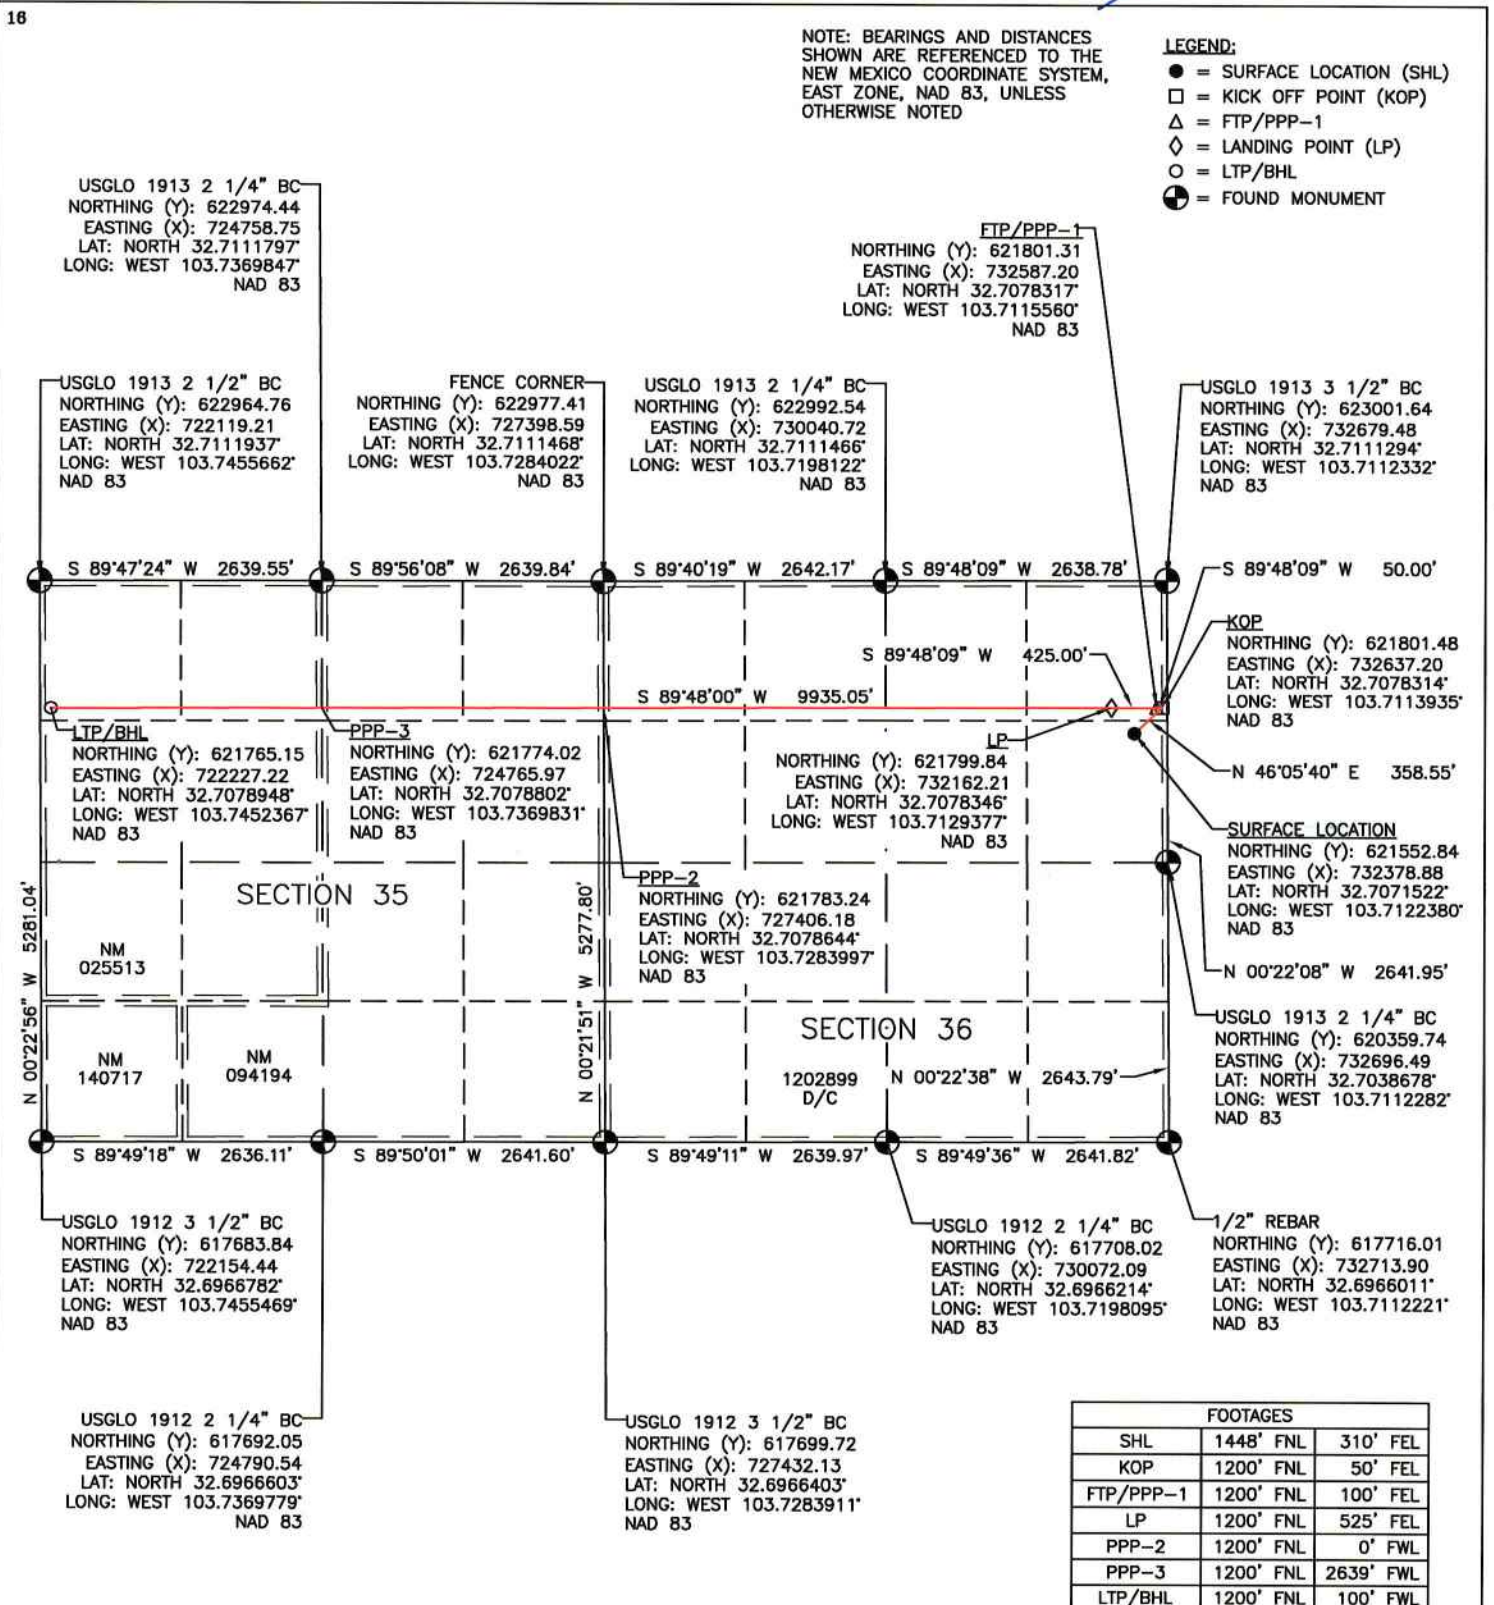 16
NOTE: BEARINGS AND DISTANCES
SHOWN ARE REFERENCED TO THE
NEW MEXICO COORDINATE SYSTEM,
EAST ZONE, NAD 83, UNLESS
OTHERWISE NOTED
LEGEND:
= SURFACE LOCATION (SHL)
= KICK OFF POINT (KOP)
= FTP/PPP-1
= LANDING POINT (LP)
= LTP/BHL
= FOUND MONUMENT
USGLO 1913 2 1/4" BC
NORTHING (Y): 622974.44
EASTING (X): 724758.75
LAT: NORTH 32.7111797°
LONG: WEST 103.7369847°
NAD 83
FTP/PPP-1
NORTHING (Y): 621801.31
EASTING (X): 732587.20
LAT: NORTH 32.7078317°
LONG: WEST 103.7115560°
NAD 83
USGLO 1913 2 1/2" BC
NORTHING (Y): 622964.76
EASTING (X): 722119.21
LAT: NORTH 32.7111937°
LONG: WEST 103.7455662°
NAD 83
FENCE CORNER
NORTHING (Y): 622977.41
EASTING (X): 727398.59
LAT: NORTH 32.7111468°
LONG: WEST 103.7284022°
NAD 83
USGLO 1913 2 1/4" BC
NORTHING (Y): 622992.54
EASTING (X): 730040.72
LAT: NORTH 32.7111466°
LONG: WEST 103.7198122°
NAD 83
USGLO 1913 3 1/2" BC
NORTHING (Y): 623001.64
EASTING (X): 732679.48
LAT: NORTH 32.7111294°
LONG: WEST 103.7112332°
NAD 83
S 89°47'24" W 2639.55'
S 89°56'08" W 2639.84'
S 89°40'19" W 2642.17'
S 89°48'09" W 2638.78'
S 89°48'09" W 50.00'
KOP
NORTHING (Y): 621801.48
EASTING (X): 732637.20
LAT: NORTH 32.7078314°
LONG: WEST 103.7113935°
NAD 83
S 89°48'09" W 425.00'
S 89°48'00" W 9935.05'
LTP/BHL
NORTHING (Y): 621765.15
EASTING (X): 722227.22
LAT: NORTH 32.7078948°
LONG: WEST 103.7452367°
NAD 83
PPP-3
NORTHING (Y): 621774.02
EASTING (X): 724765.97
LAT: NORTH 32.7078802°
LONG: WEST 103.7369831°
NAD 83
LP
NORTHING (Y): 621799.84
EASTING (X): 732162.21
LAT: NORTH 32.7078346°
LONG: WEST 103.7129377°
NAD 83
N 46°05'40" E 358.55'
SURFACE LOCATION
NORTHING (Y): 621552.84
EASTING (X): 732378.88
LAT: NORTH 32.7071522°
LONG: WEST 103.7122380°
NAD 83
SECTION 35
PPP-2
NORTHING (Y): 621783.24
EASTING (X): 727406.18
LAT: NORTH 32.7078644°
LONG: WEST 103.7283997°
NAD 83
N 00°22'56" W 5281.04'
N 00°21'51" W 5277.80'
NM
025513
N 00°22'08" W 2641.95'
USGLO 1913 2 1/4" BC
NORTHING (Y): 620359.74
EASTING (X): 732696.49
LAT: NORTH 32.7038678°
LONG: WEST 103.7112282°
NAD 83
SECTION 36
NM
140717
NM
094194
1202899
D/C
N 00°22'38" W 2643.79'
S 89°49'18" W 2636.11'
S 89°50'01" W 2641.60'
S 89°49'11" W 2639.97'
S 89°49'36" W 2641.82'
USGLO 1912 3 1/2" BC
NORTHING (Y): 617683.84
EASTING (X): 722154.44
LAT: NORTH 32.6966782°
LONG: WEST 103.7455469°
NAD 83
USGLO 1912 2 1/4" BC
NORTHING (Y): 617708.02
EASTING (X): 730072.09
LAT: NORTH 32.6966214°
LONG: WEST 103.7198095°
NAD 83
1/2" REBAR
NORTHING (Y): 617716.01
EASTING (X): 732713.90
LAT: NORTH 32.6966011°
LONG: WEST 103.7112221°
NAD 83
USGLO 1912 2 1/4" BC
NORTHING (Y): 617692.05
EASTING (X): 724790.54
LAT: NORTH 32.6966603°
LONG: WEST 103.7369779°
NAD 83
USGLO 1912 3 1/2" BC
NORTHING (Y): 617699.72
EASTING (X): 727432.13
LAT: NORTH 32.6966403°
LONG: WEST 103.7283911°
NAD 83
FOOTAGES
SHL 1448' FNL 310' FEL
KOP 1200' FNL 50' FEL
FTP/PPP-1 1200' FNL 100' FEL
LP 1200' FNL 525' FEL
PPP-2 1200' FNL 0' FWL
PPP-3 1200' FNL 2639' FWL
LTP/BHL 1200' FNL 100' FWL